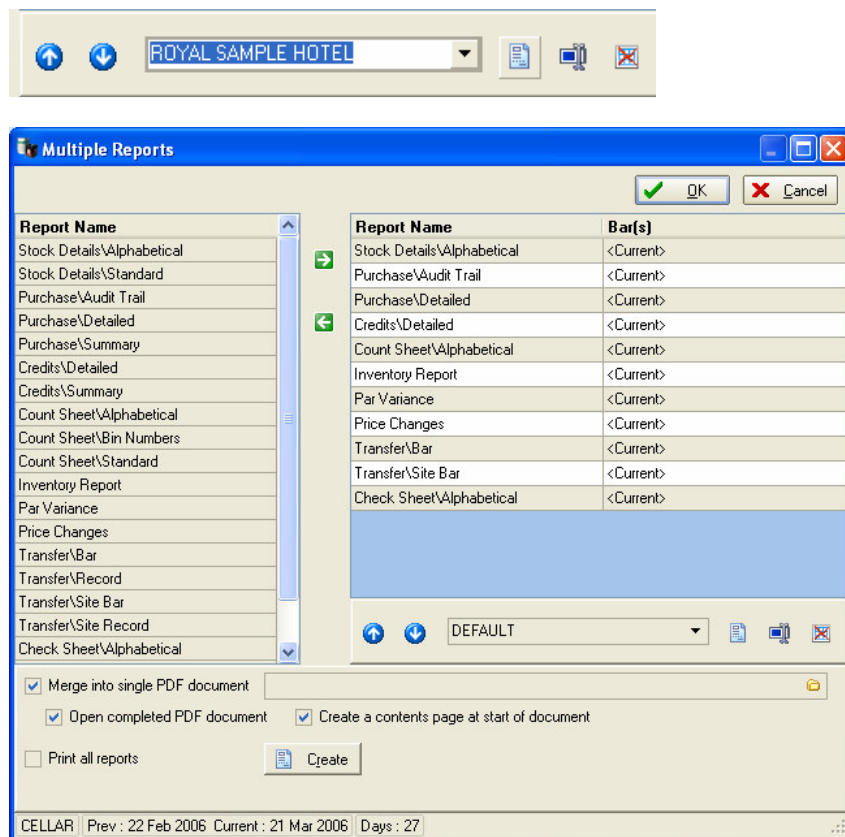 ROYAL SAMPLE HOTEL
Multiple Reports
OK Cancel
Report Name
Stock Details\Alphabetical
Stock Details\Standard
Purchase\Audit Trail
Purchase\Detailed
Purchase\Summary
Credits\Detailed
Credits\Summary
Count Sheet\Alphabetical
Count Sheet\Bin Numbers
Count Sheet\Standard
Inventory Report
Par Variance
Price Changes
Transfer\Bar
Transfer\Record
Transfer\Site Bar
Transfer\Site Record
Check Sheet\Alphabetical
Report Name Bar(s)
Stock Details\Alphabetical <Current>
Purchase\Audit Trail <Current>
Purchase\Detailed <Current>
Credits\Detailed <Current>
Count Sheet\Alphabetical <Current>
Inventory Report <Current>
Par Variance <Current>
Price Changes <Current>
Transfer\Bar <Current>
Transfer\Site Bar <Current>
Check Sheet\Alphabetical <Current>
DEFAULT
Merge into single PDF document
Open completed PDF document Create a contents page at start of document
Print all reports Create
CELLAR Prev : 22 Feb 2006 Current : 21 Mar 2006 Days : 27